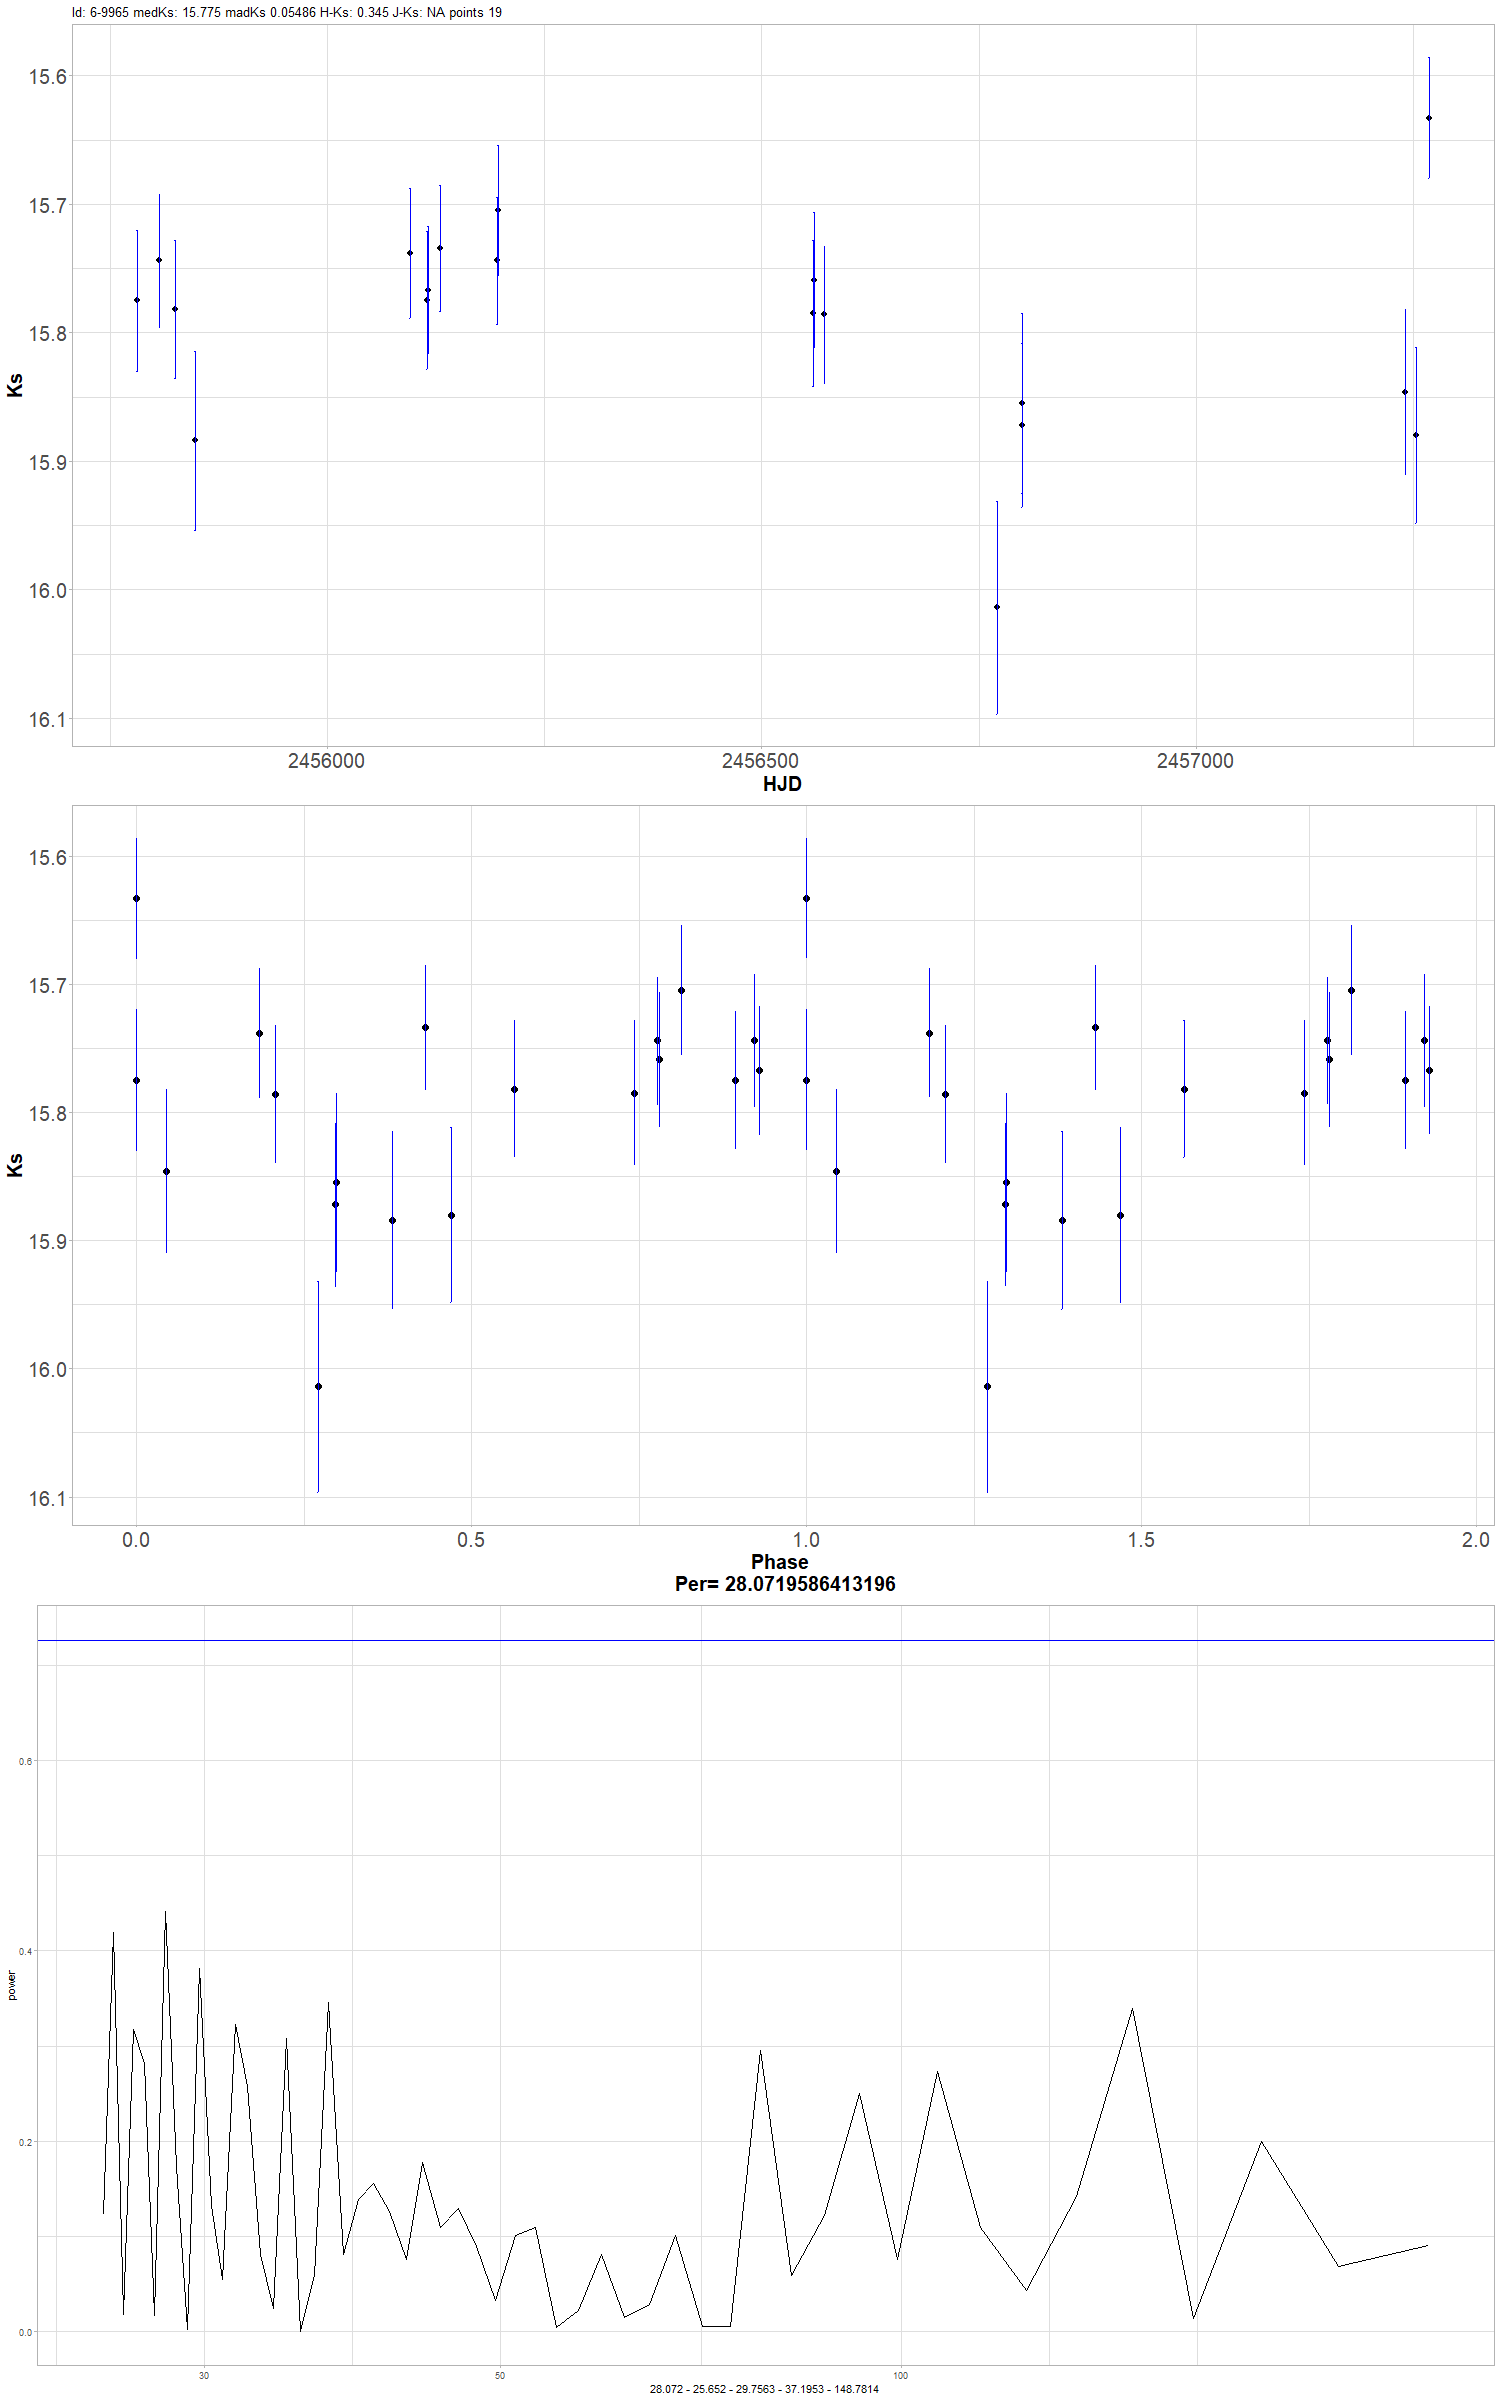 Id: 6-9965 medKs: 15.775 madKs 0.05486 H-Ks: 0.345 J-Ks: NA points 19
15.6
15.7
15.8
15.9
16.0
16.1
Ks
2456000 2456500 2457000
HJD
15.6
15.7
15.8
15.9
16.0
16.1
Ks
0.0 0.5 1.0 1.5 2.0
Phase
Per= 28.0719586413196
0.6
0.4
0.2
0.0
power
30 50 100
28.072 - 25.652 - 29.7563 - 37.1953 - 148.7814